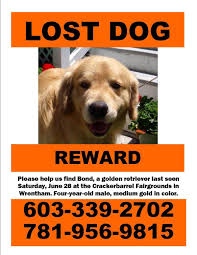 LOST DOG
REWARD
Please help us find Bond, a golden retriever last seen
Saturday, June 28 at the Crackerbarrel Fairgrounds in
Wrentham. Four-year-old male, medium gold in color.
603-339-2702
781-956-9815